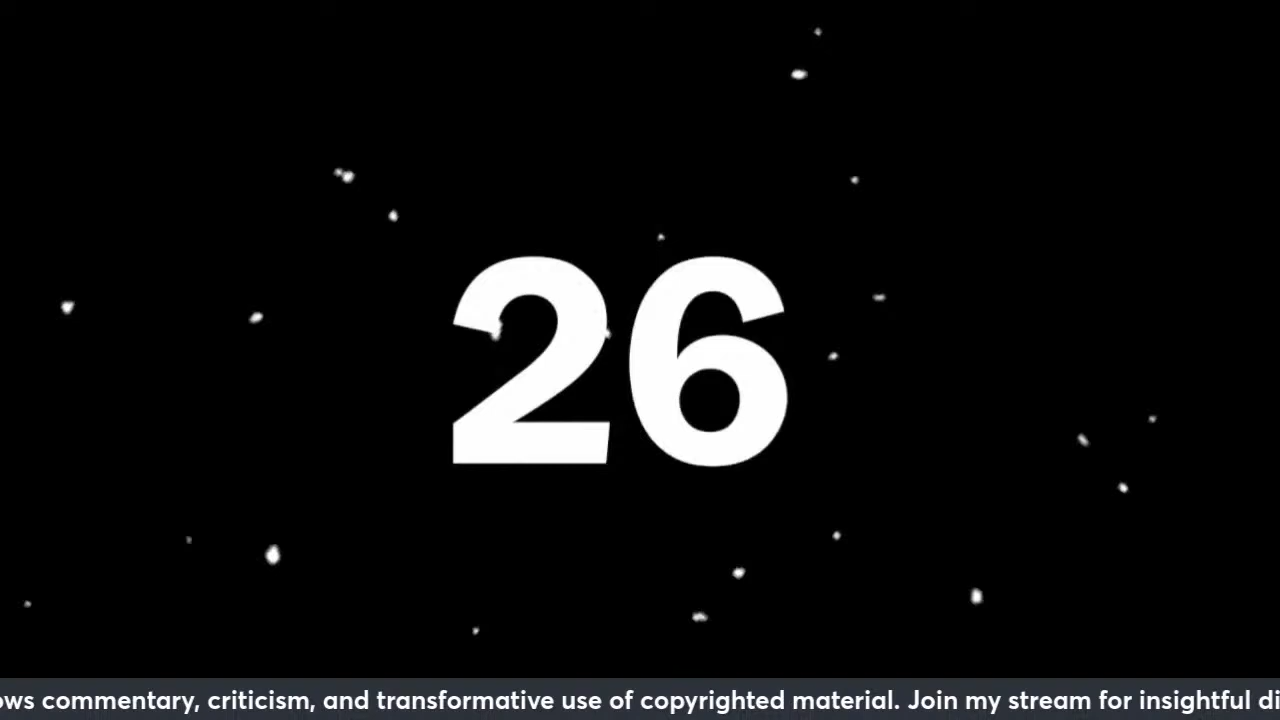 26
commentary, criticism, and transformative use of copyrighted material. Join my stream for insightful